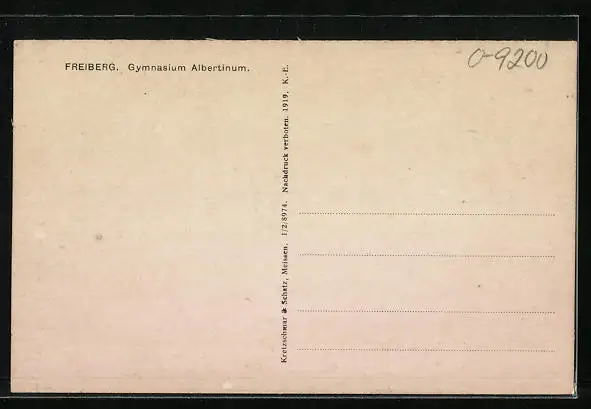 FREIBERG. Gymnasium Albertinum.
O-9200
Kretzschmar & Schatz, Meissen. 1/2/8974. Nachdruck verboten. 1919. K.-E.